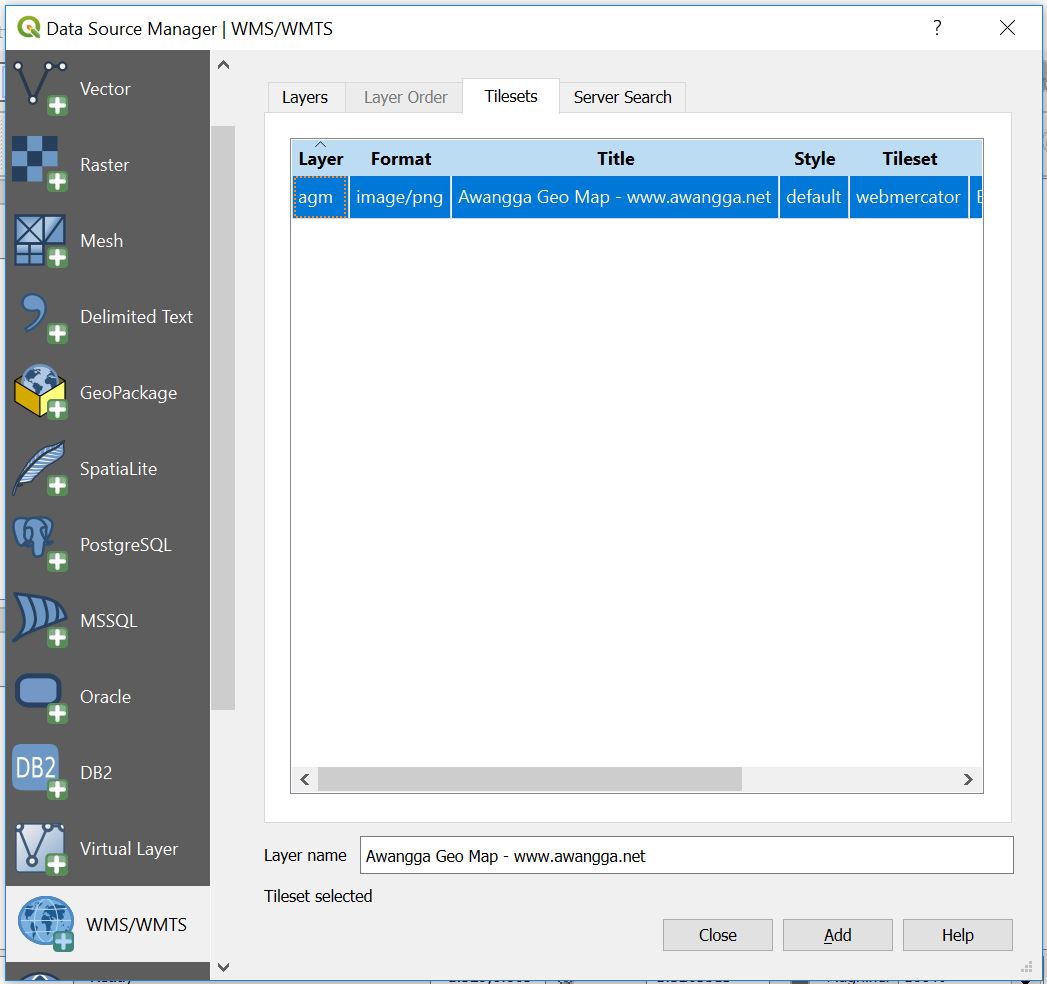 Data Source Manager | WMS/WMTS
?
Vector
Raster
Mesh
Delimited Text
GeoPackage
SpatiaLite
PostgreSQL
MSSQL
Oracle
DB2
DB2
Virtual Layer
WMS/WMTS
Layers Layer Order Tilesets Server Search
Layer Format Title Style Tileset
agm image/png Awangga Geo Map - www.awangga.net default webmercator
Layer name Awangga Geo Map - www.awangga.net
Tileset selected
Close Add Help